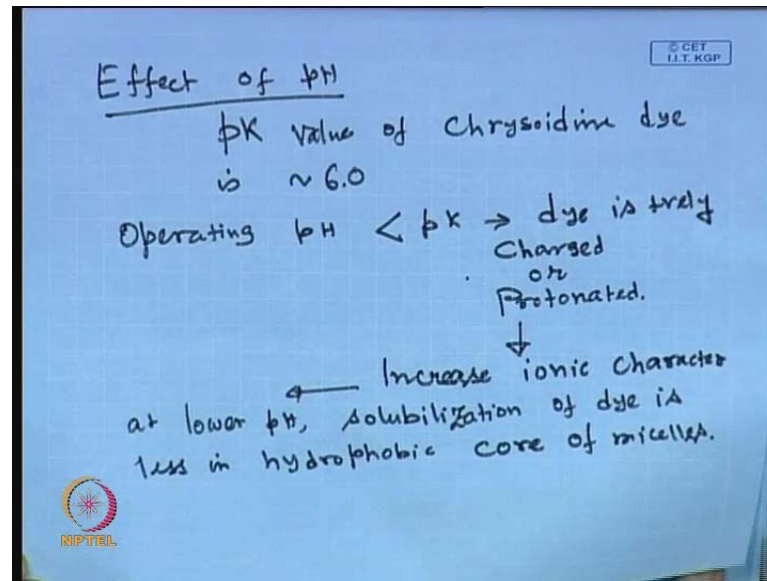 © CET
I.I.T. KGP
Effect of pH
pK value of Chrysoidine dye
is ~ 6.0
Operating pH < pK → dye is +vely
Charged
or
Protonated.
↓
← Increase ionic character
at lower pH, solubilization of dye is
less in hydrophobic core of micelles.
NPTEL